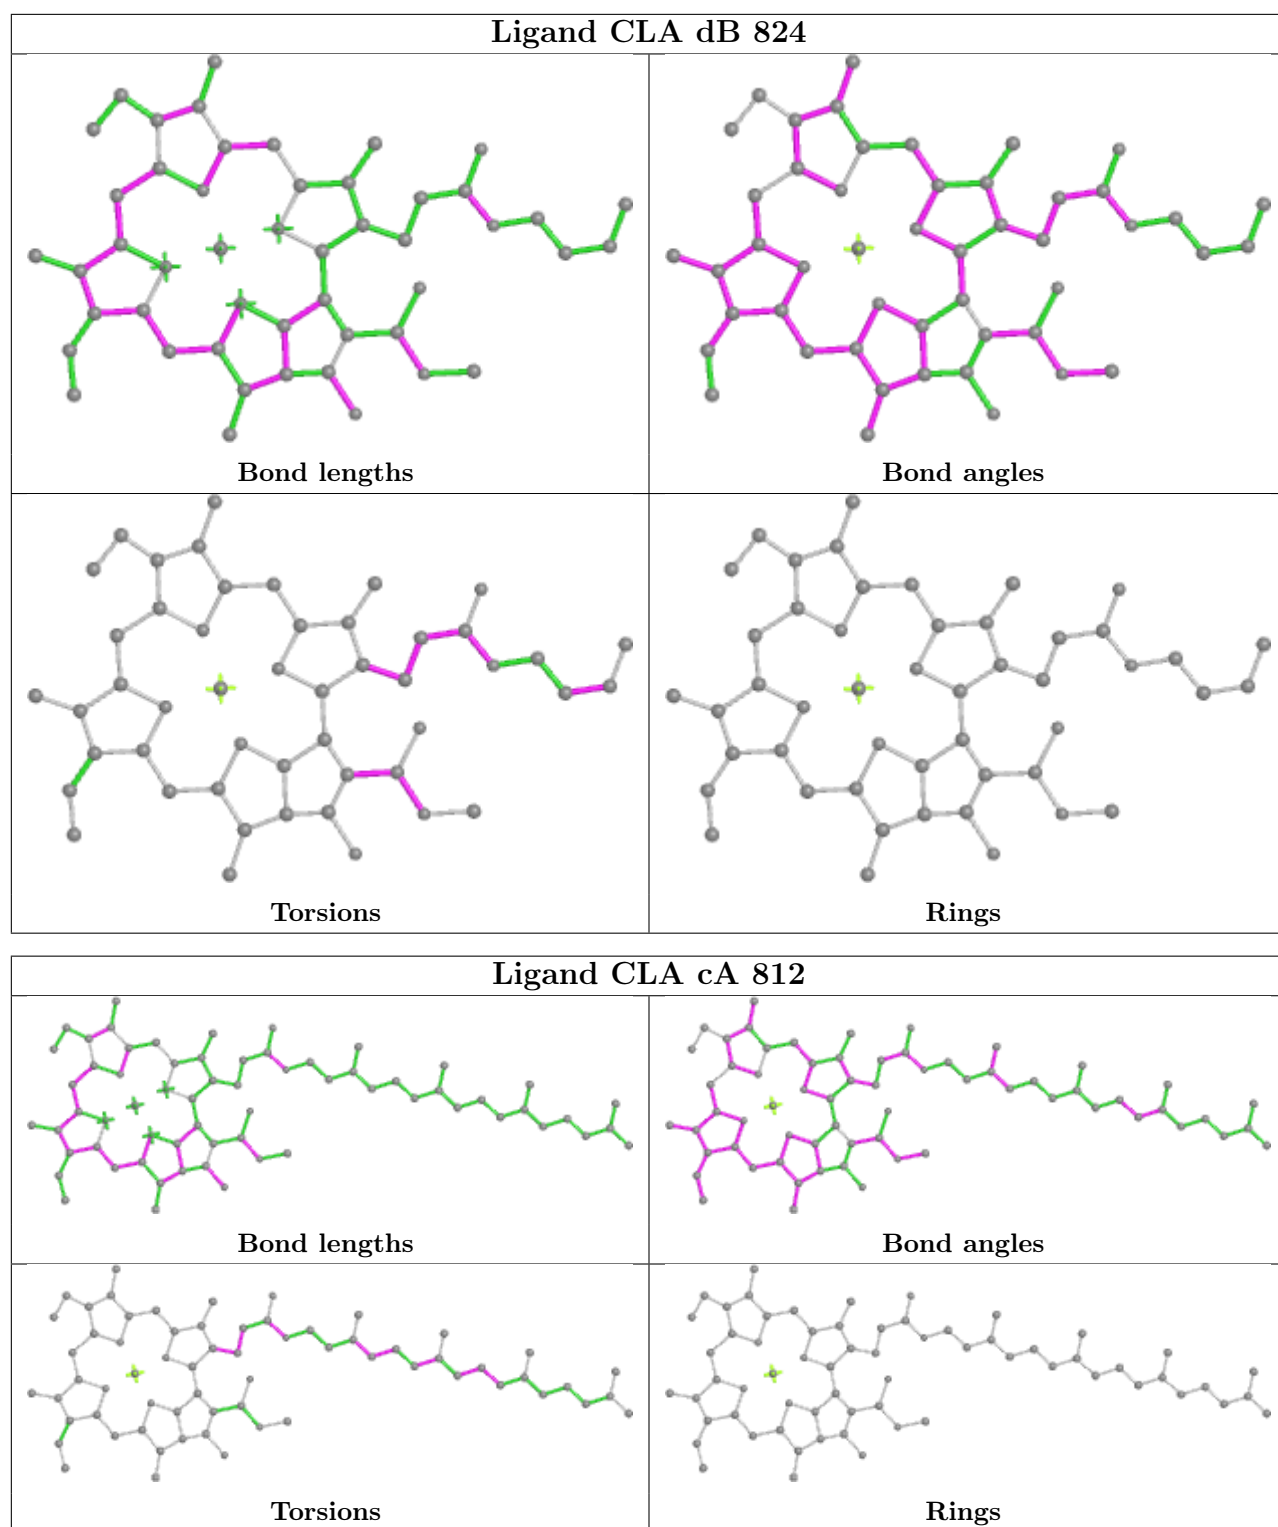 Ligand CLA dB 824
Bond lengths
Bond angles
Torsions
Rings
Ligand CLA cA 812
Bond lengths
Bond angles
Torsions
Rings